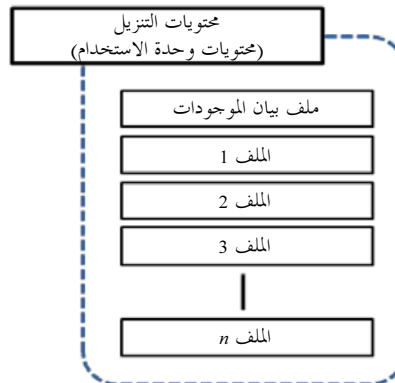 محتويات التنزيل
(محتويات وحدة الاستخدام)
ملف بيان الموجودات
الملف 1
الملف 2
الملف 3
الملف n